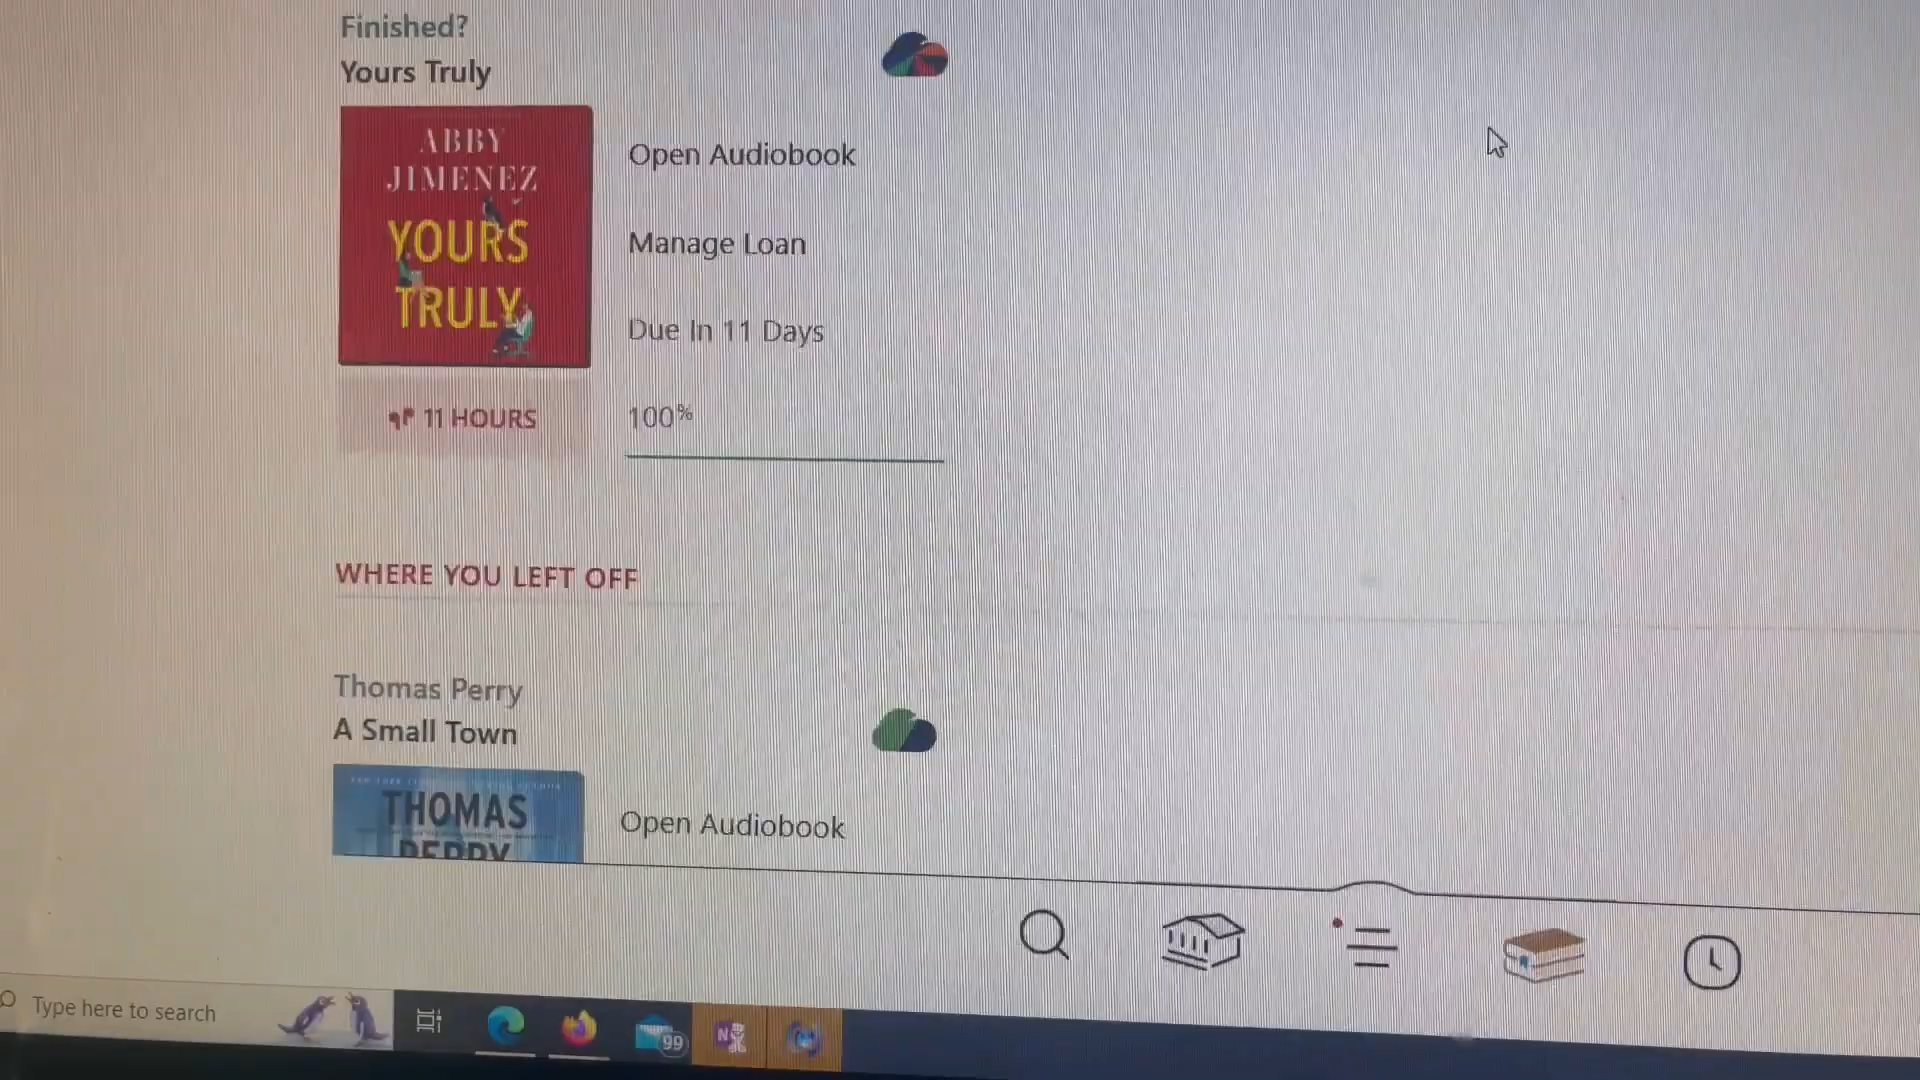 Finished?
Yours Truly
ABBY
JIMENEZ
YOURS
TRULY
Open Audiobook
Manage Loan
Due In 11 Days
11 HOURS
100%
WHERE YOU LEFT OFF
Thomas Perry
A Small Town
THOMAS
PERRY
Open Audiobook
Type here to search
99
N